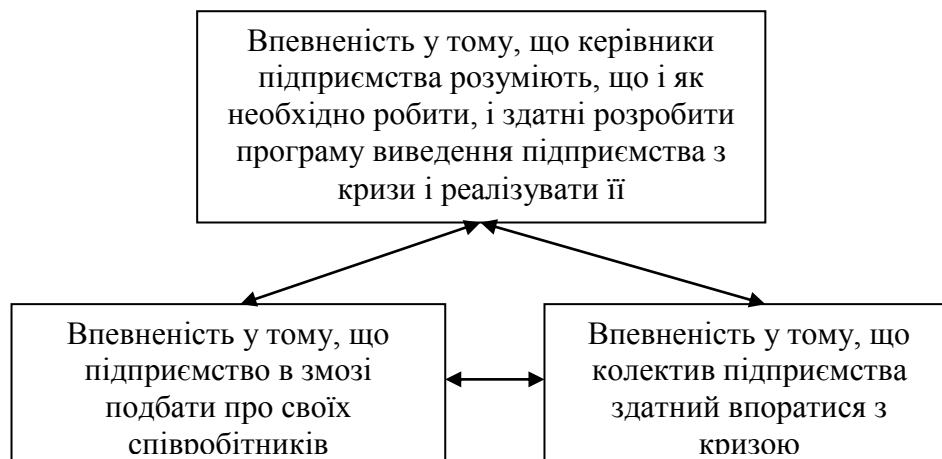 Впевненість у тому, що керівники
підприємства розуміють, що і як
необхідно робити, і здатні розробити
програму виведення підприємства з
кризи і реалізувати її
Впевненість у тому, що
підприємство в змозі
подбати про своїх
співробітників
Впевненість у тому, що
колектив підприємства
здатний впоратися з
кризою